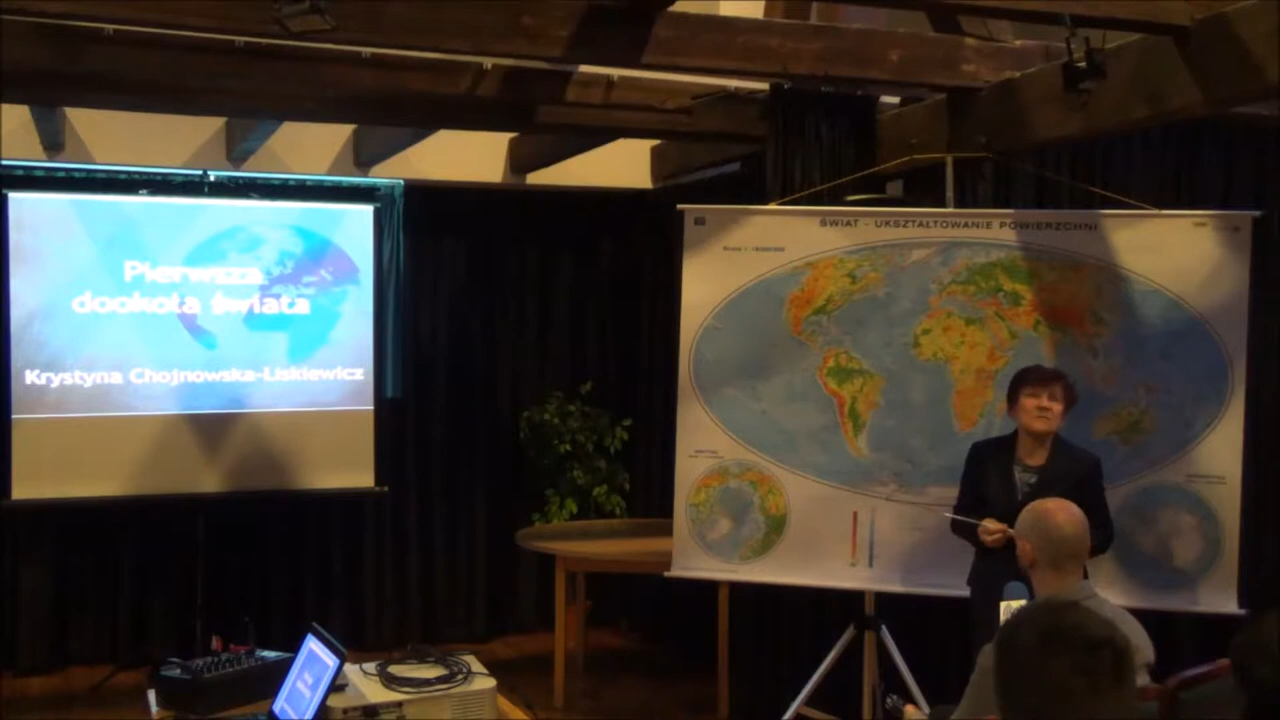 Pierwsza
dookoła świata
Krystyna Chojnowska-Liskiewicz
ŚWIAT - UKSZTAŁTOWANIE POWIERZCHNI